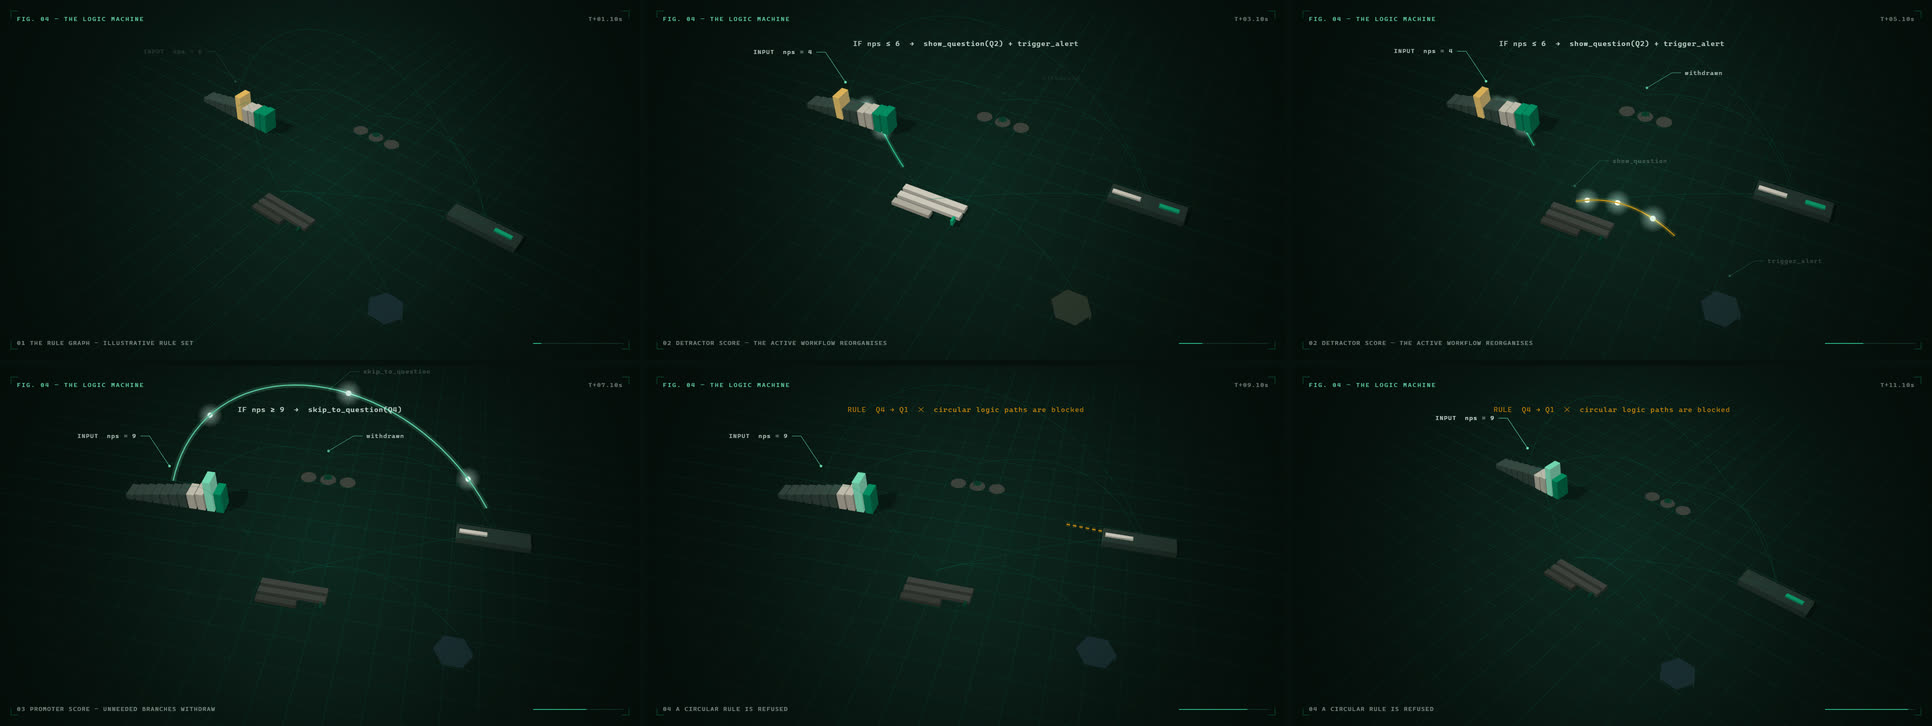 FIG. 04 — THE LOGIC MACHINE
T+01.10s
INPUT nps = 6
01 THE RULE GRAPH — ILLUSTRATIVE RULE SET
FIG. 04 — THE LOGIC MACHINE
T+03.10s
IF nps ≤ 6 → show_question(Q2) + trigger_alert
INPUT nps = 4
withdrawn
02 DETRACTOR SCORE — THE ACTIVE WORKFLOW REORGANISES
FIG. 04 — THE LOGIC MACHINE
T+05.10s
IF nps ≤ 6 → show_question(Q2) + trigger_alert
INPUT nps = 4
withdrawn
show_question
trigger_alert
02 DETRACTOR SCORE — THE ACTIVE WORKFLOW REORGANISES
skip_to_question
FIG. 04 — THE LOGIC MACHINE
T+07.10s
IF nps ≥ 9 → skip_to_question(Q4)
INPUT nps = 9
withdrawn
03 PROMOTER SCORE — UNNEEDED BRANCHES WITHDRAW
FIG. 04 — THE LOGIC MACHINE
T+09.10s
RULE Q4 → Q1 × circular logic paths are blocked
INPUT nps = 9
04 A CIRCULAR RULE IS REFUSED
FIG. 04 — THE LOGIC MACHINE
T+11.10s
RULE Q4 → Q1 × circular logic paths are blocked
INPUT nps = 9
04 A CIRCULAR RULE IS REFUSED